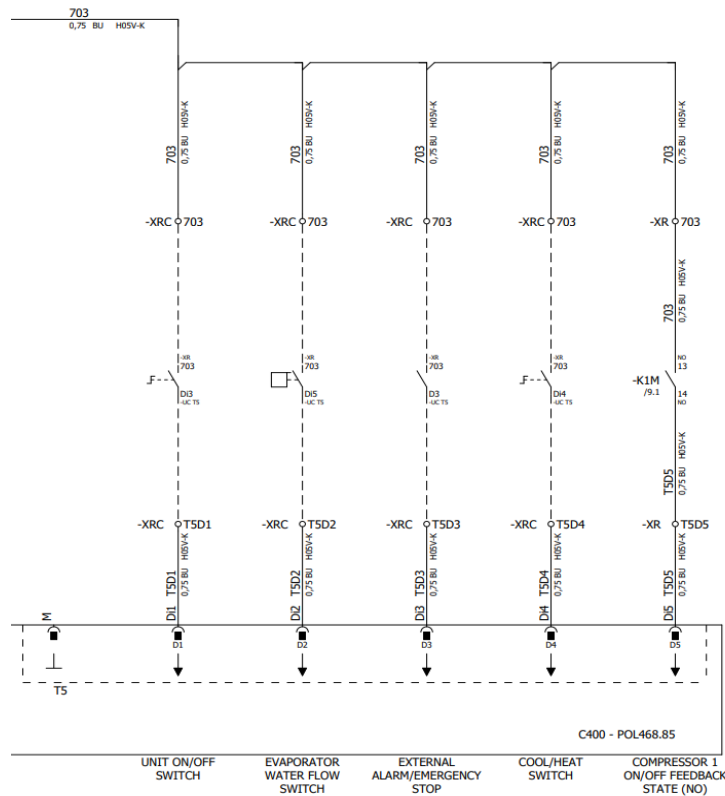 703
0,75 BU H05V-K
703 0,75 BU H05V-K
703 0,75 BU H05V-K
703 0,75 BU H05V-K
703 0,75 BU H05V-K
703 0,75 BU H05V-K
-XRC 703
-XRC 703
-XRC 703
-XRC 703
-XR 703
703 0,75 BU H05V-K
-XR
703
Di3
-UC T5
-XR
703
Di5
-UC T5
-XR
703
D3
-UC T5
-XR
703
Di4
-UC T5
NO
13
-K1M
/9.1
14
NO
T5D5 0,75 BU H05V-K
-XRC T5D1
-XRC T5D2
-XRC T5D3
-XRC T5D4
-XR T5D5
T5D1 0,75 BU H05V-K
T5D2 0,75 BU H05V-K
T5D3 0,75 BU H05V-K
T5D4 0,75 BU H05V-K
T5D5 0,75 BU H05V-K
M
Di1
Di2
Di3
Di4
Di5
D1
D2
D3
D4
D5
T5
C400 - POL468.85
UNIT ON/OFF
SWITCH
EVAPORATOR
WATER FLOW
SWITCH
EXTERNAL
ALARM/EMERGENCY
STOP
COOL/HEAT
SWITCH
COMPRESSOR 1
ON/OFF FEEDBACK
STATE (NO)